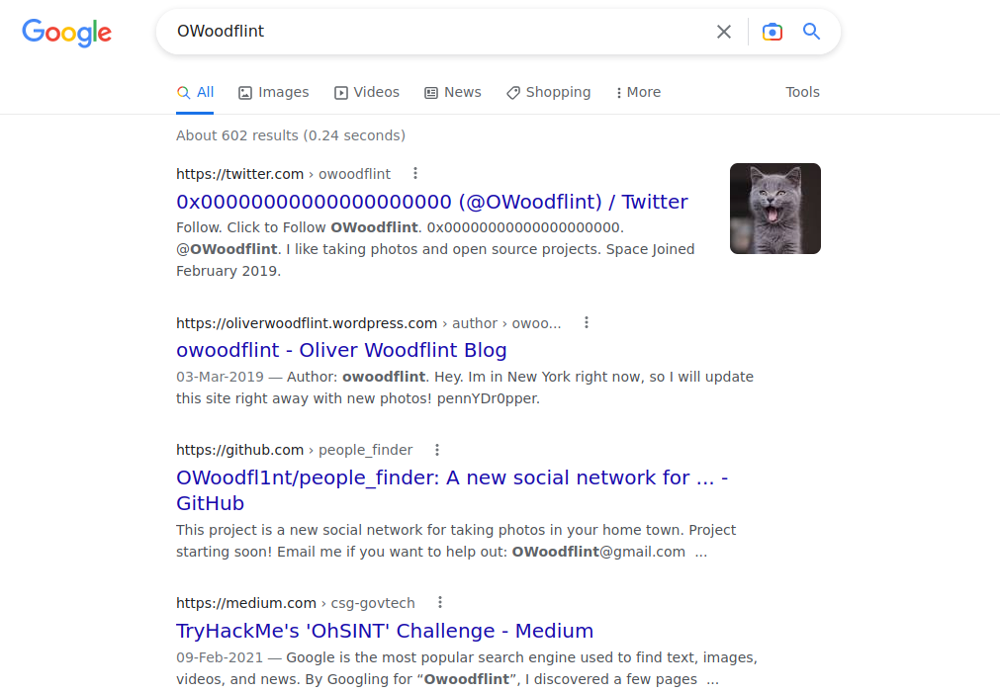 Google
OWoodflint
All Images Videos News Shopping More Tools
About 602 results (0.24 seconds)
https://twitter.com › owoodflint
0x00000000000000000000 (@OWoodflint) / Twitter
Follow. Click to Follow OWoodflint. 0x00000000000000000000.
@OWoodflint. I like taking photos and open source projects. Space Joined
February 2019.
https://oliverwoodflint.wordpress.com › author › owoo...
owoodflint - Oliver Woodflint Blog
03-Mar-2019 — Author: owoodflint. Hey. Im in New York right now, so I will update
this site right away with new photos! pennYDr0pper.
https://github.com › people_finder
OWoodfl1nt/people_finder: A new social network for ... -
GitHub
This project is a new social network for taking photos in your home town. Project
starting soon! Email me if you want to help out: OWoodflint@gmail.com ...
https://medium.com › csg-govtech
TryHackMe's 'OhSINT' Challenge - Medium
09-Feb-2021 — Google is the most popular search engine used to find text, images,
videos, and news. By Googling for “Owoodflint”, I discovered a few pages ...